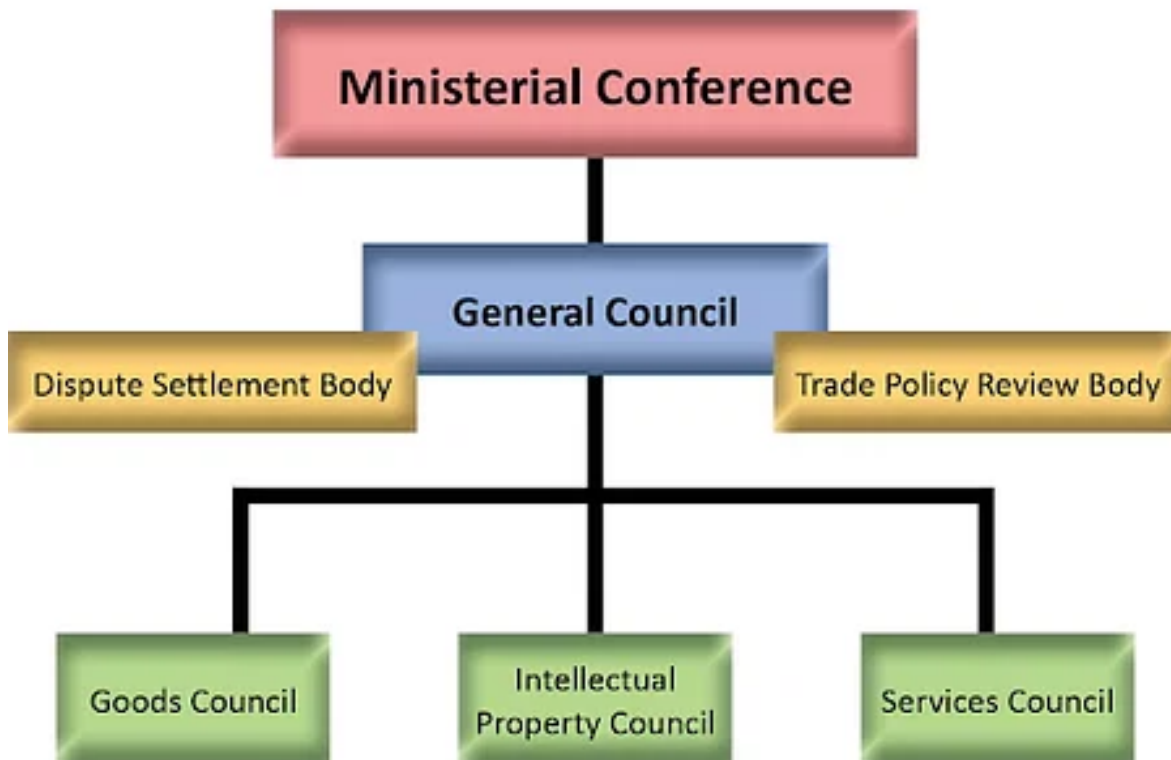 Ministerial Conference
General Council
Dispute Settlement Body
Trade Policy Review Body
Goods Council
Intellectual
Property Council
Services Council